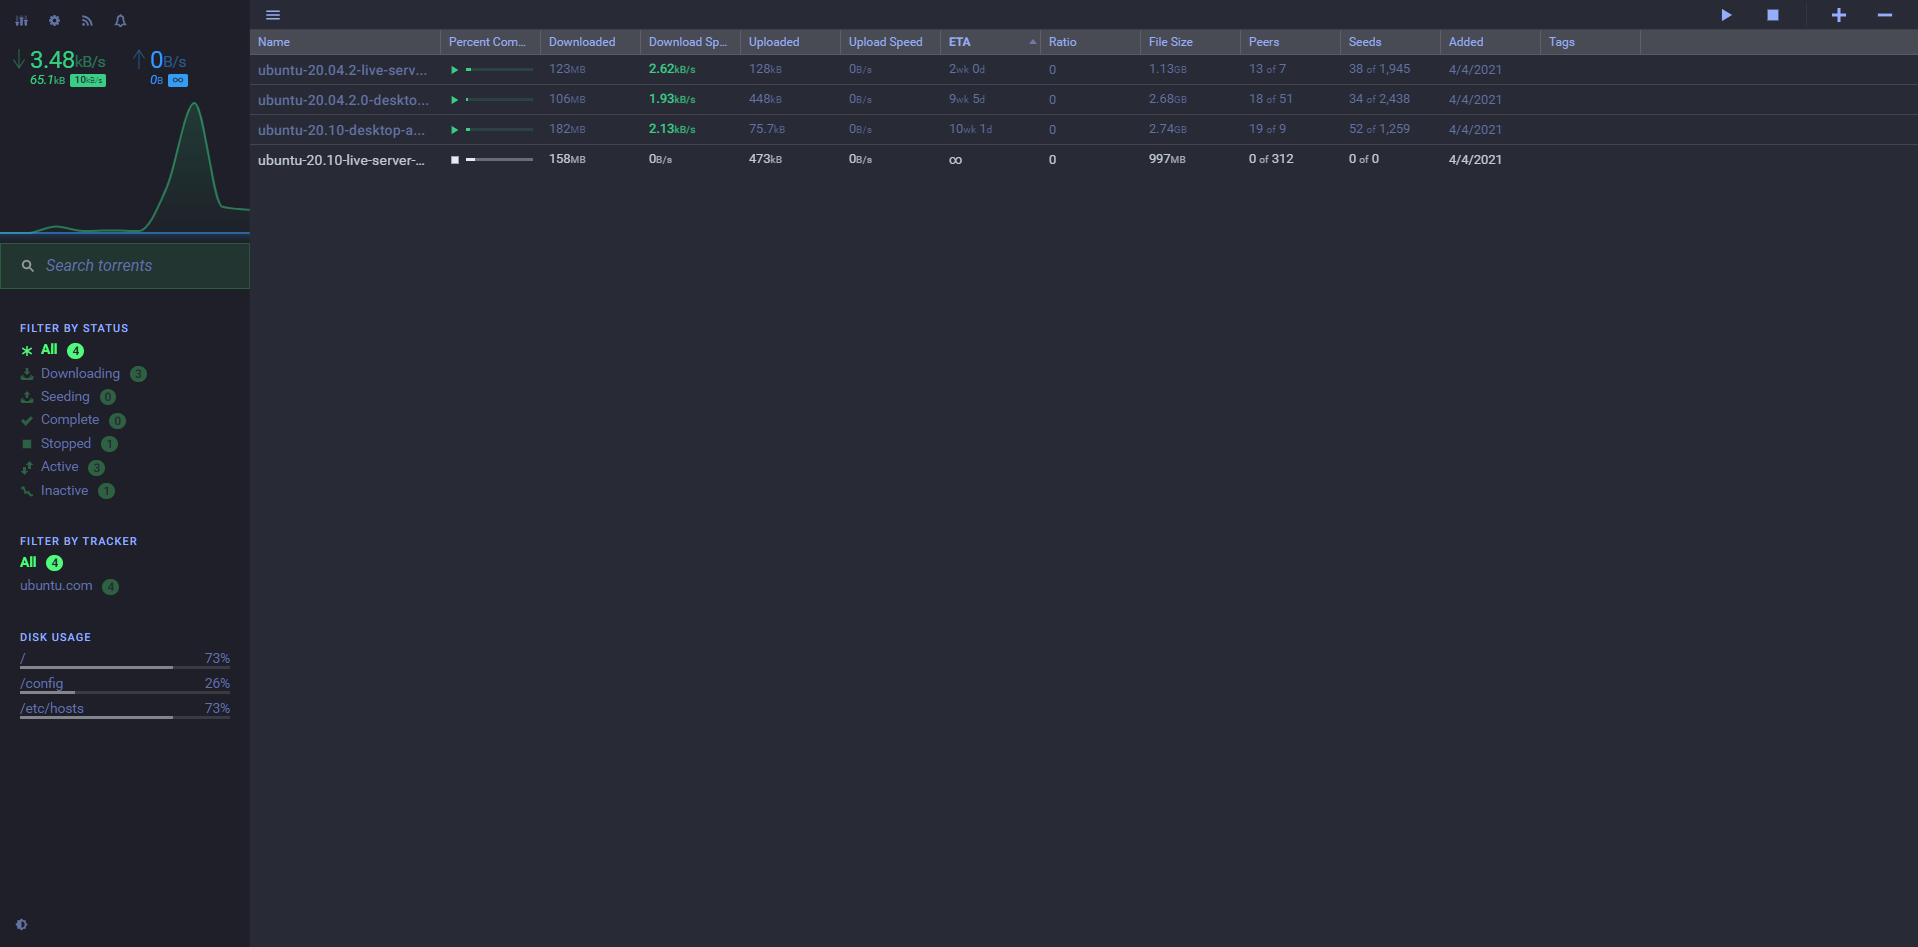 3.48kB/s 0B/s
65.1kB 10kB/s 0B ∞
Search torrents
FILTER BY STATUS
All 4
Downloading 3
Seeding 0
Complete 0
Stopped 1
Active 3
Inactive 1
FILTER BY TRACKER
All 4
ubuntu.com 4
DISK USAGE
/ 73%
/config 26%
/etc/hosts 73%
Name Percent Com... Downloaded Download Sp... Uploaded Upload Speed ETA Ratio File Size Peers Seeds Added Tags
ubuntu-20.04.2-live-serv... 123MB 2.62kB/s 128kB 0B/s 2wk 0d 0 1.13GB 13 of 7 38 of 1,945 4/4/2021
ubuntu-20.04.2.0-deskto... 106MB 1.93kB/s 448kB 0B/s 9wk 5d 0 2.68GB 18 of 51 34 of 2,438 4/4/2021
ubuntu-20.10-desktop-a... 182MB 2.13kB/s 75.7kB 0B/s 10wk 1d 0 2.74GB 19 of 9 52 of 1,259 4/4/2021
ubuntu-20.10-live-server-... 158MB 0B/s 473kB 0B/s ∞ 0 997MB 0 of 312 0 of 0 4/4/2021